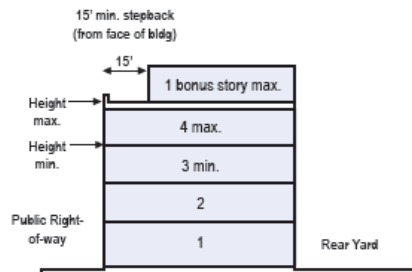 15' min. stepback
(from face of bldg)
15'
1 bonus story max.
Height
max.
4 max.
Height
min.
3 min.
2
Public Right-
of-way
1
Rear Yard